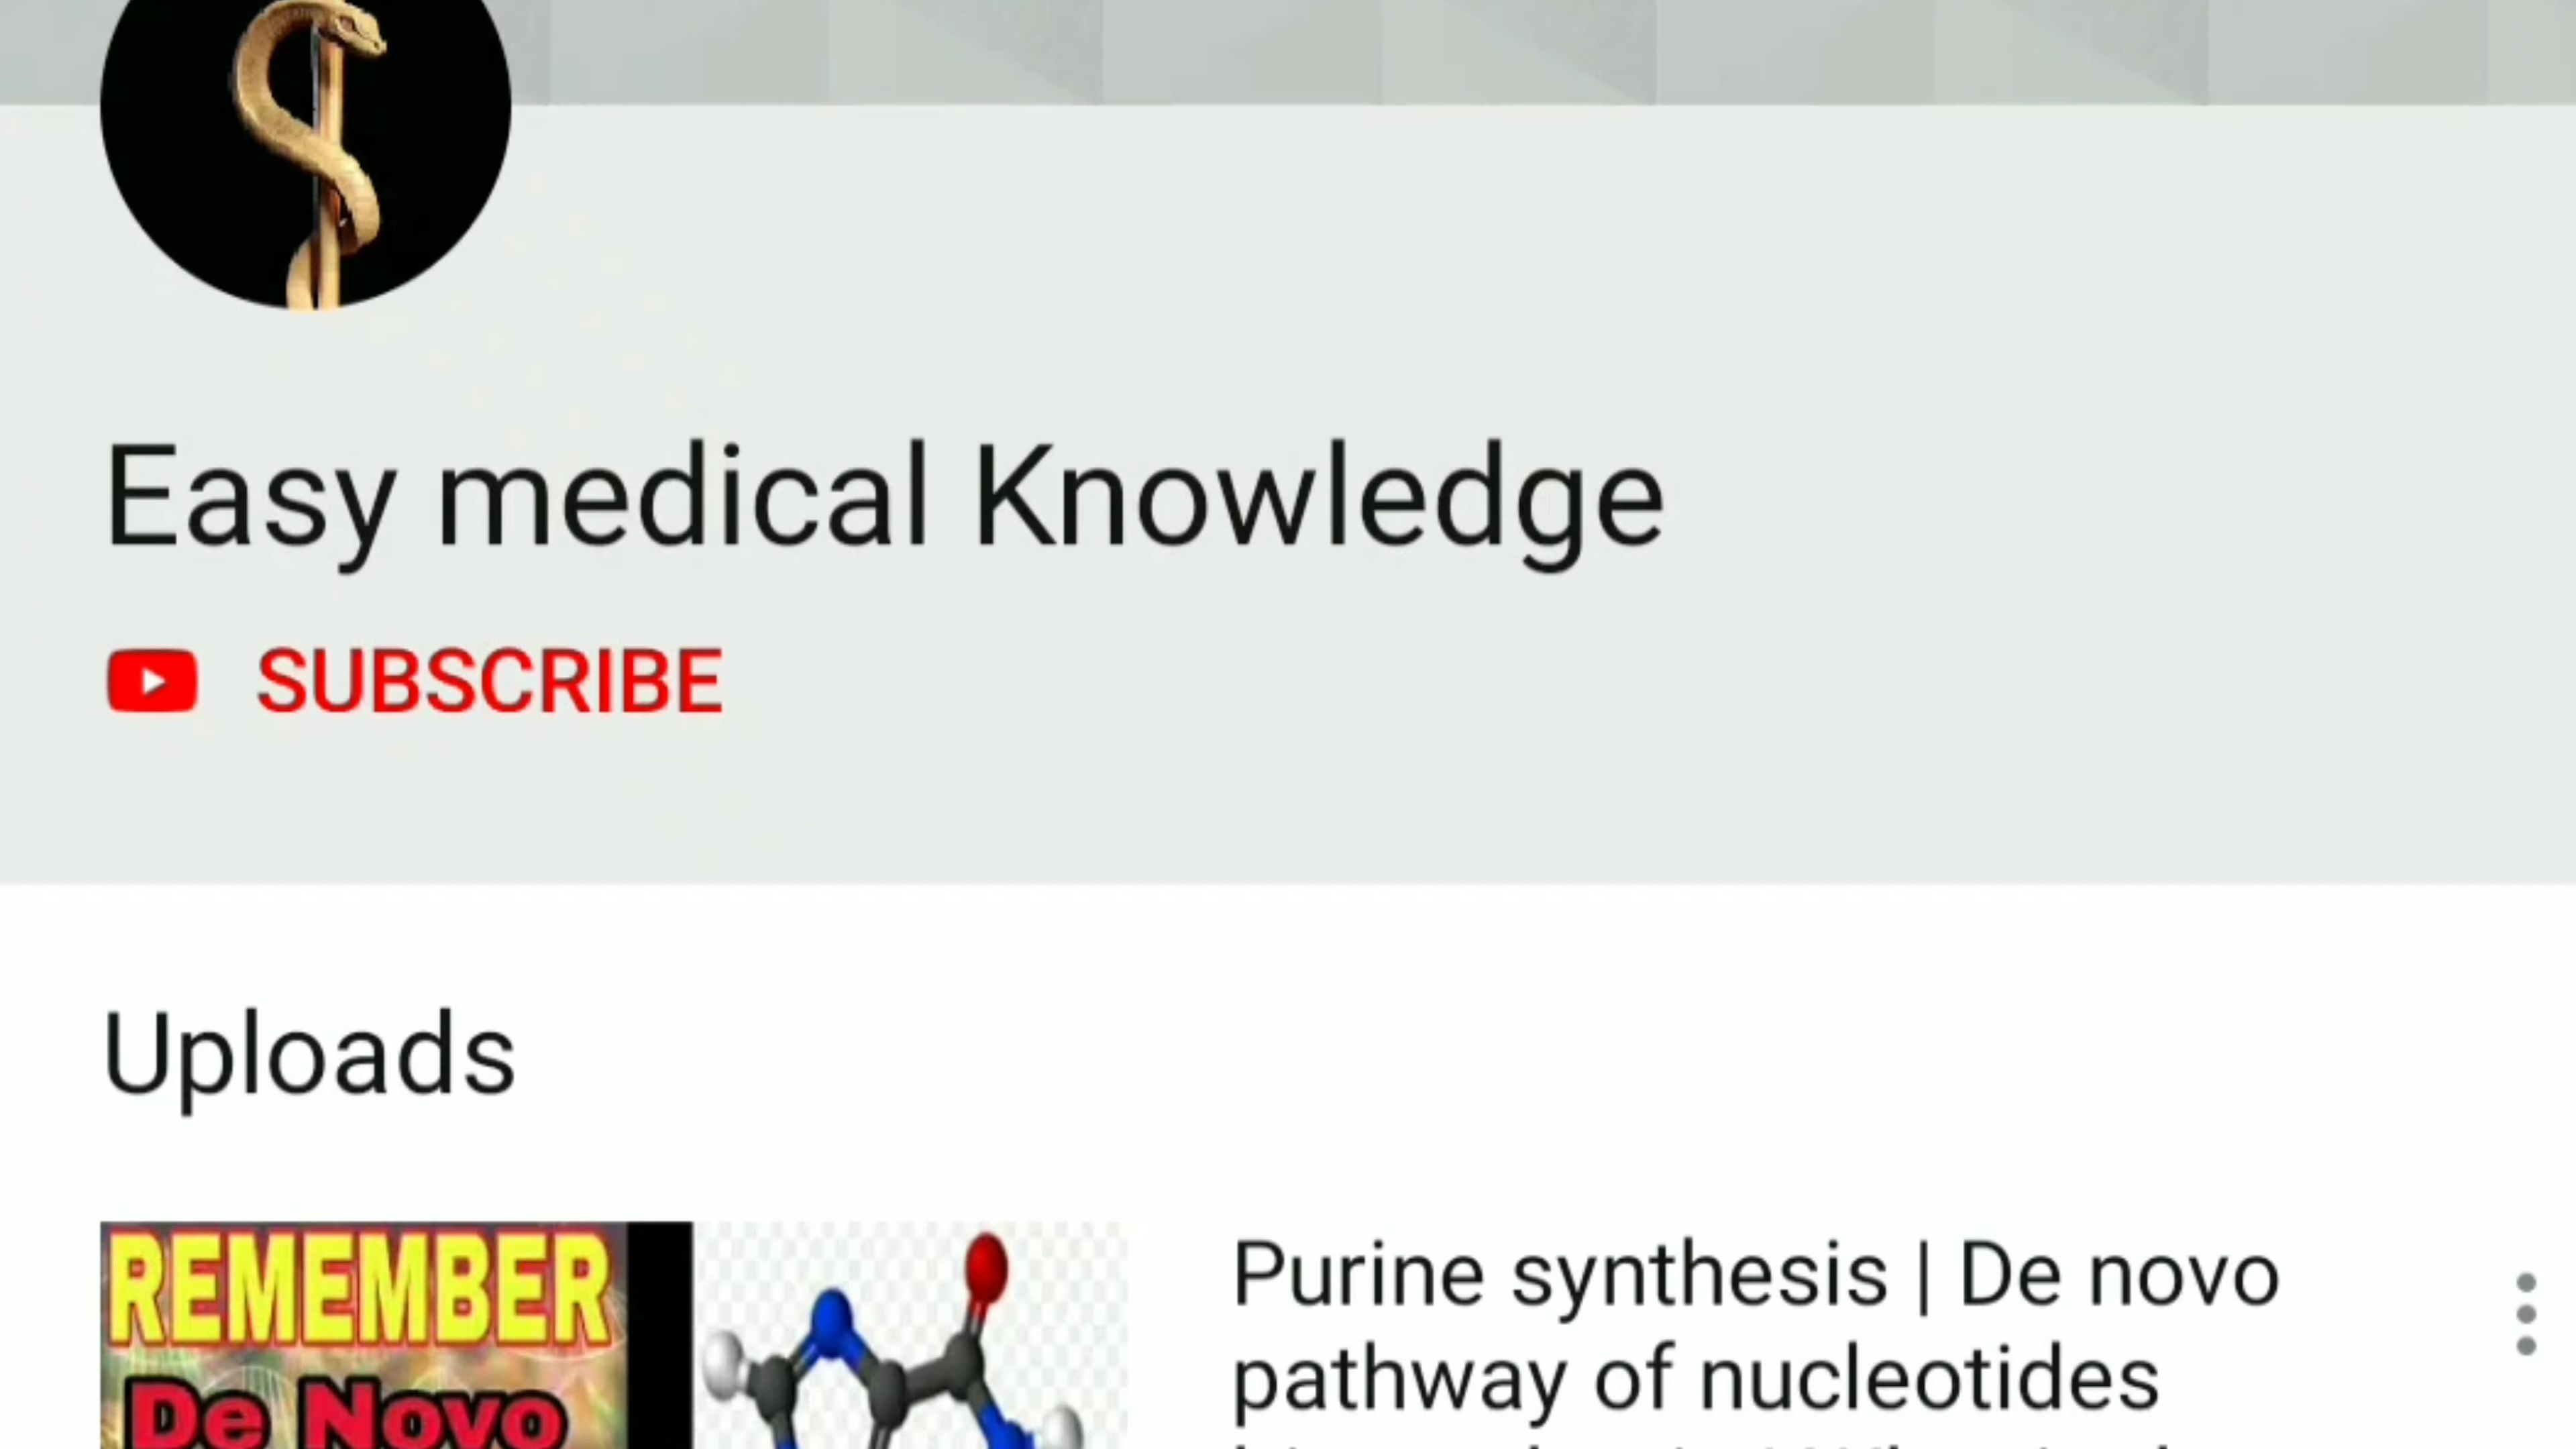 Easy medical Knowledge
SUBSCRIBE
Uploads
REMEMBER
De Novo
Purine synthesis | De novo
pathway of nucleotides